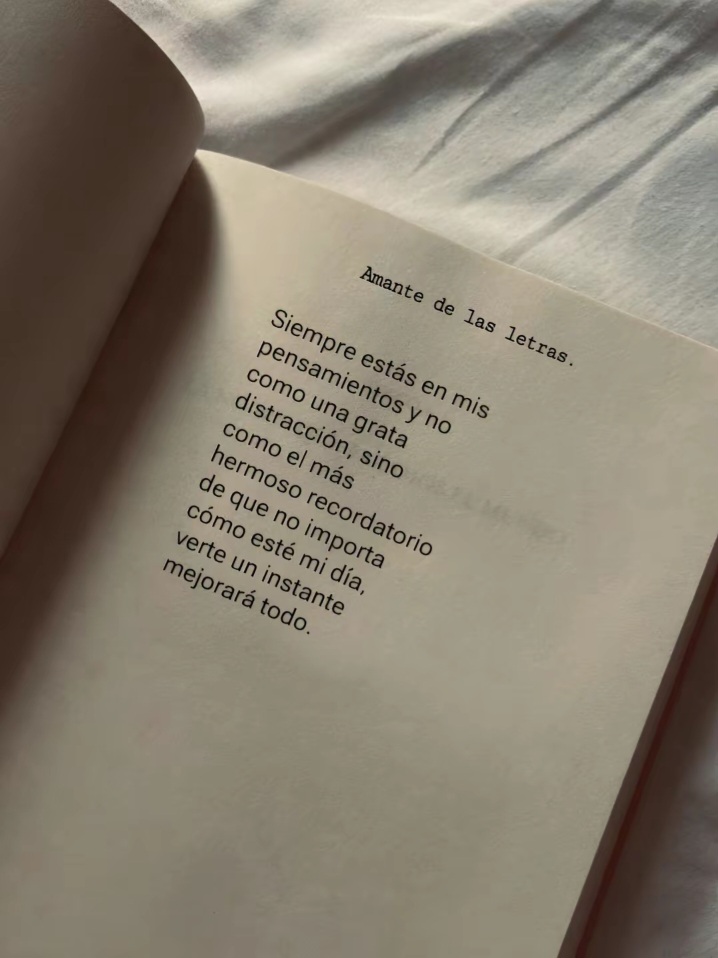 Amante de las letras.
Siempre estás en mis
pensamientos y no
como una grata
distracción, sino
como el más
hermoso recordatorio
de que no importa
cómo esté mi día,
verte un instante
mejorará todo.